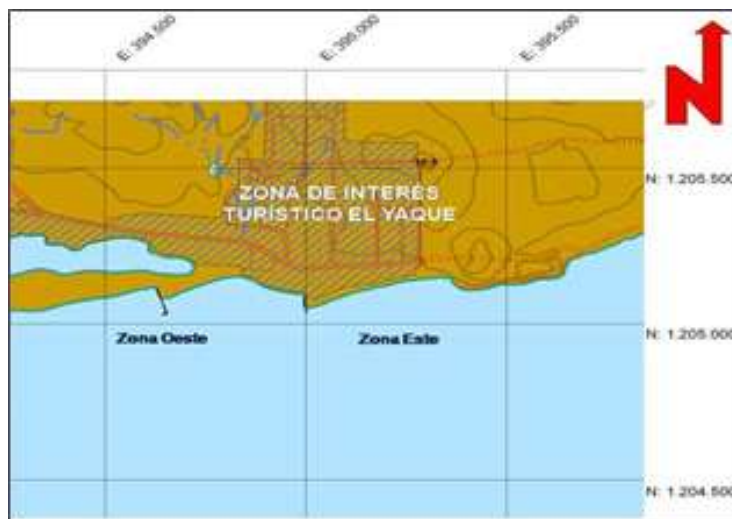 E: 394.500
E: 395.000
E: 395.500
N
N: 1.205.500
ZONA DE INTERÉS
TURÍSTICO EL YAQUE
N: 1.205.000
Zona Oeste
Zona Este
N: 1.204.500